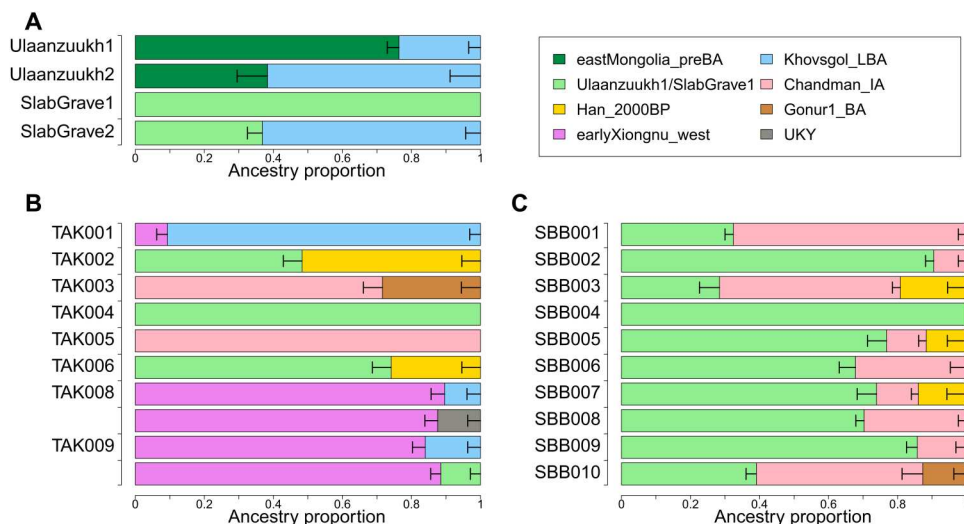 A
Ulaanzuukh1
Ulaanzuukh2
SlabGrave1
SlabGrave2
0 0.2 0.4 0.6 0.8 1
Ancestry proportion
eastMongolia_preBA
Ulaanzuukh1/SlabGrave1
Han_2000BP
earlyXiongnu_west
Khovsgol_LBA
Chandman_IA
Gonur1_BA
UKY
B
TAK001
TAK002
TAK003
TAK004
TAK005
TAK006
TAK008
TAK009
0 0.2 0.4 0.6 0.8 1
Ancestry proportion
C
SBB001
SBB002
SBB003
SBB004
SBB005
SBB006
SBB007
SBB008
SBB009
SBB010
0 0.2 0.4 0.6 0.8
Ancestry proportion